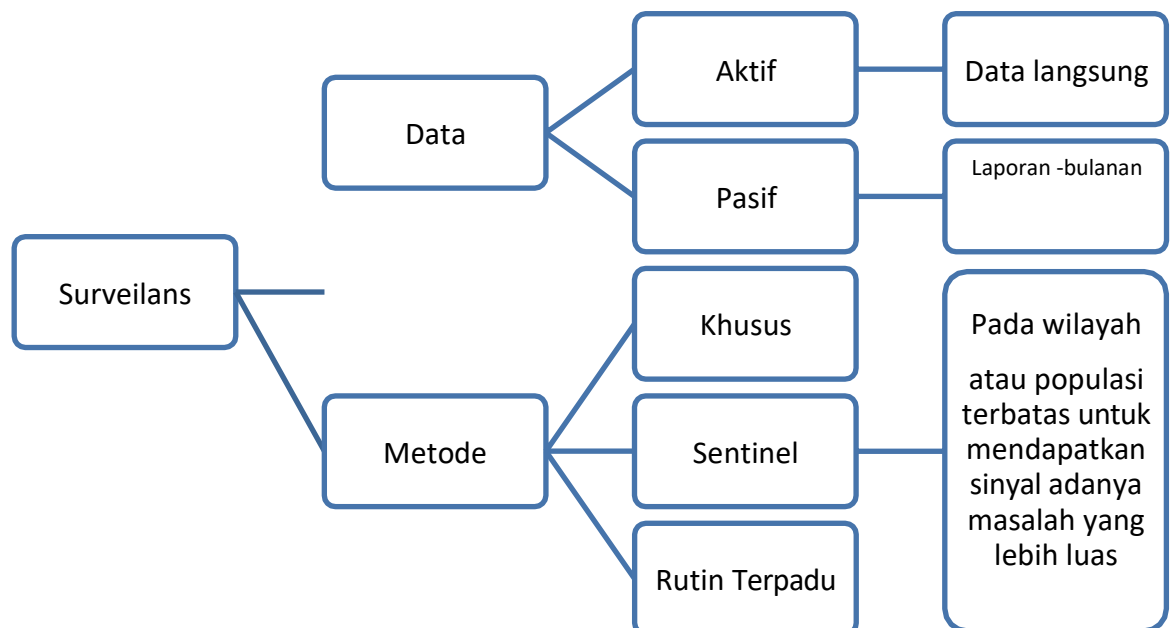 Surveilans
Data
Aktif
Data langsung
Pasif
Laporan -bulanan
Metode
Khusus
Sentinel
Pada wilayah
atau populasi
terbatas untuk
mendapatkan
sinyal adanya
masalah yang
lebih luas
Rutin Terpadu